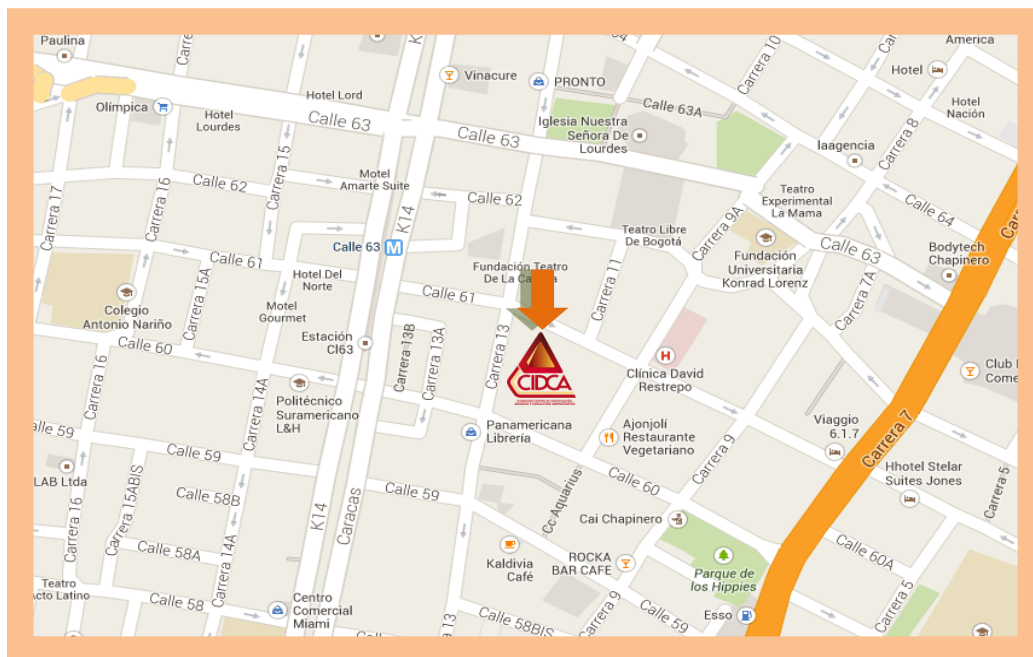 Paulina
America
Vinacure
PRONTO
Carrera 10
Hotel
Hotel Lord
Olímpica
Hotel
Lourdes
Calle 63
Calle 63
Calle 63A
Iglesia Nuestra
Señora De
Lourdes
Hotel
Nación
laagencia
Carrera 8
Carrera 17
Carrera 16
Carrera 15
Calle 62
Motel
Amarte Suite
Calle 62
K14
Teatro
Experimental
La Mama
Calle 64
Teatro Libre
De Bogotá
Carrera 9A
Calle 63
M
Calle 63
Calle 61
Fundación
Universitaria
Konrad Lorenz
Bodytech
Chapinero
Hotel Del
Norte
Fundación Teatro
Carrera 11
Carrera 15A
Carrera 7A
Colegio
Antonio Nariño
Motel
Gourmet
Calle 61
Estación
Cl63
Carrera 13B
Carrera 13A
Carrera 13
CIDCA
H
Clínica David
Restrepo
Calle 60
Carrera 16
Carrera 14A
Politécnico
Suramericano
L&H
Panamericana
Librería
Ajonjolí
Restaurante
Vegetariano
Viaggio
6.1.7
Carrera 7
Carrera 9
Calle 59
LAB Ltda
Carrera 15ABIS
Calle 58B
Calle 59
Cc Aquarius
Calle 60
Hhotel Stelar
Suites Jones
Carrera 5
Carrera 16
Calle 58A
Carrera 14A
K14
Caracas
Cai Chapinero
Kaldivia
Café
ROCKA
BAR CAFE
Parque de
los Hippies
Calle 60A
Teatro
Calle 58
Centro
Comercial
Miami
Carrera 13
Calle 58BIS
Carrera 9
Calle 59
Esso
Carrera 5